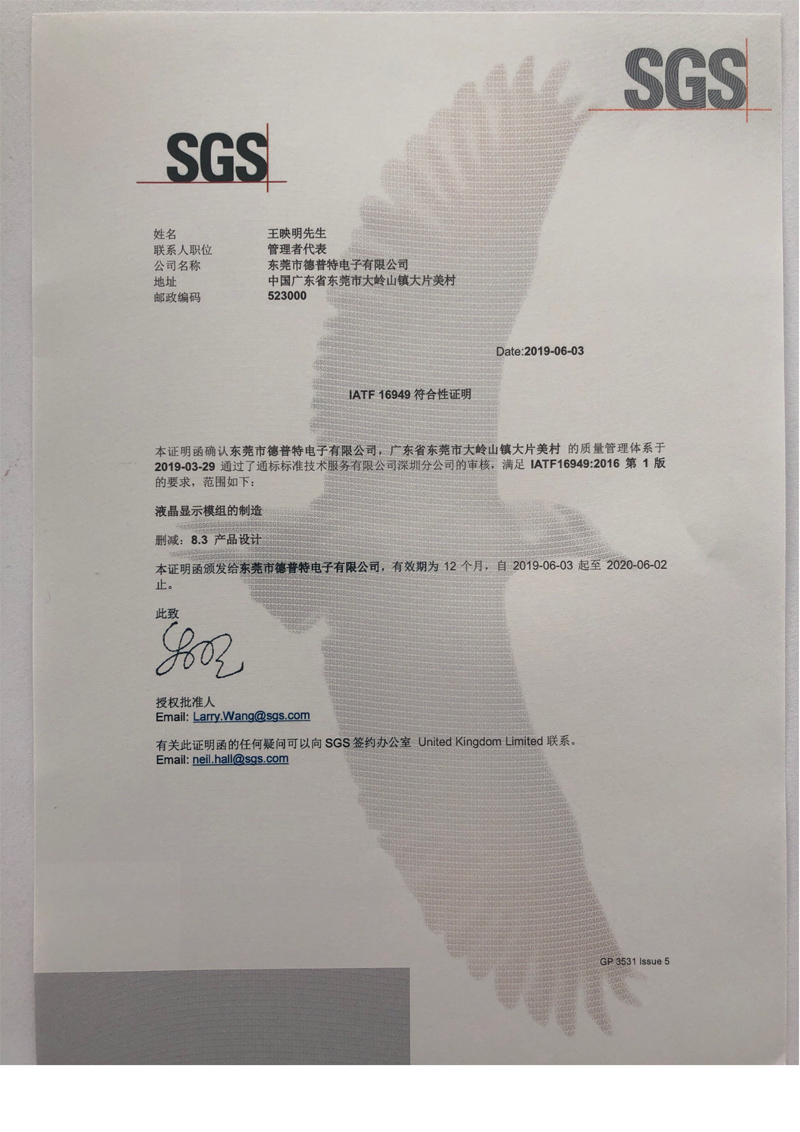 SGS
SGS
姓名 王映明先生
联系人职位 管理者代表
公司名称 东莞市德普特电子有限公司
地址 中国广东省东莞市大岭山镇大片美村
邮政编码 523000
Date:2019-06-03
IATF 16949 符合性证明
本证明函确认东莞市德普特电子有限公司，广东省东莞市大岭山镇大片美村 的质量管理体系于
2019-03-29 通过了通标标准技术服务有限公司深圳分公司的审核，满足 IATF16949:2016 第 1 版
的要求，范围如下：
液晶显示模组的制造
删减：8.3 产品设计
本证明函颁发给东莞市德普特电子有限公司，有效期为 12 个月，自 2019-06-03 起至 2020-06-02
止。
此致
授权批准人
Email: Larry.Wang@sgs.com
有关此证明函的任何疑问可以向 SGS 签约办公室 United Kingdom Limited 联系。
Email: neil.hall@sgs.com
GP 3531 Issue 5